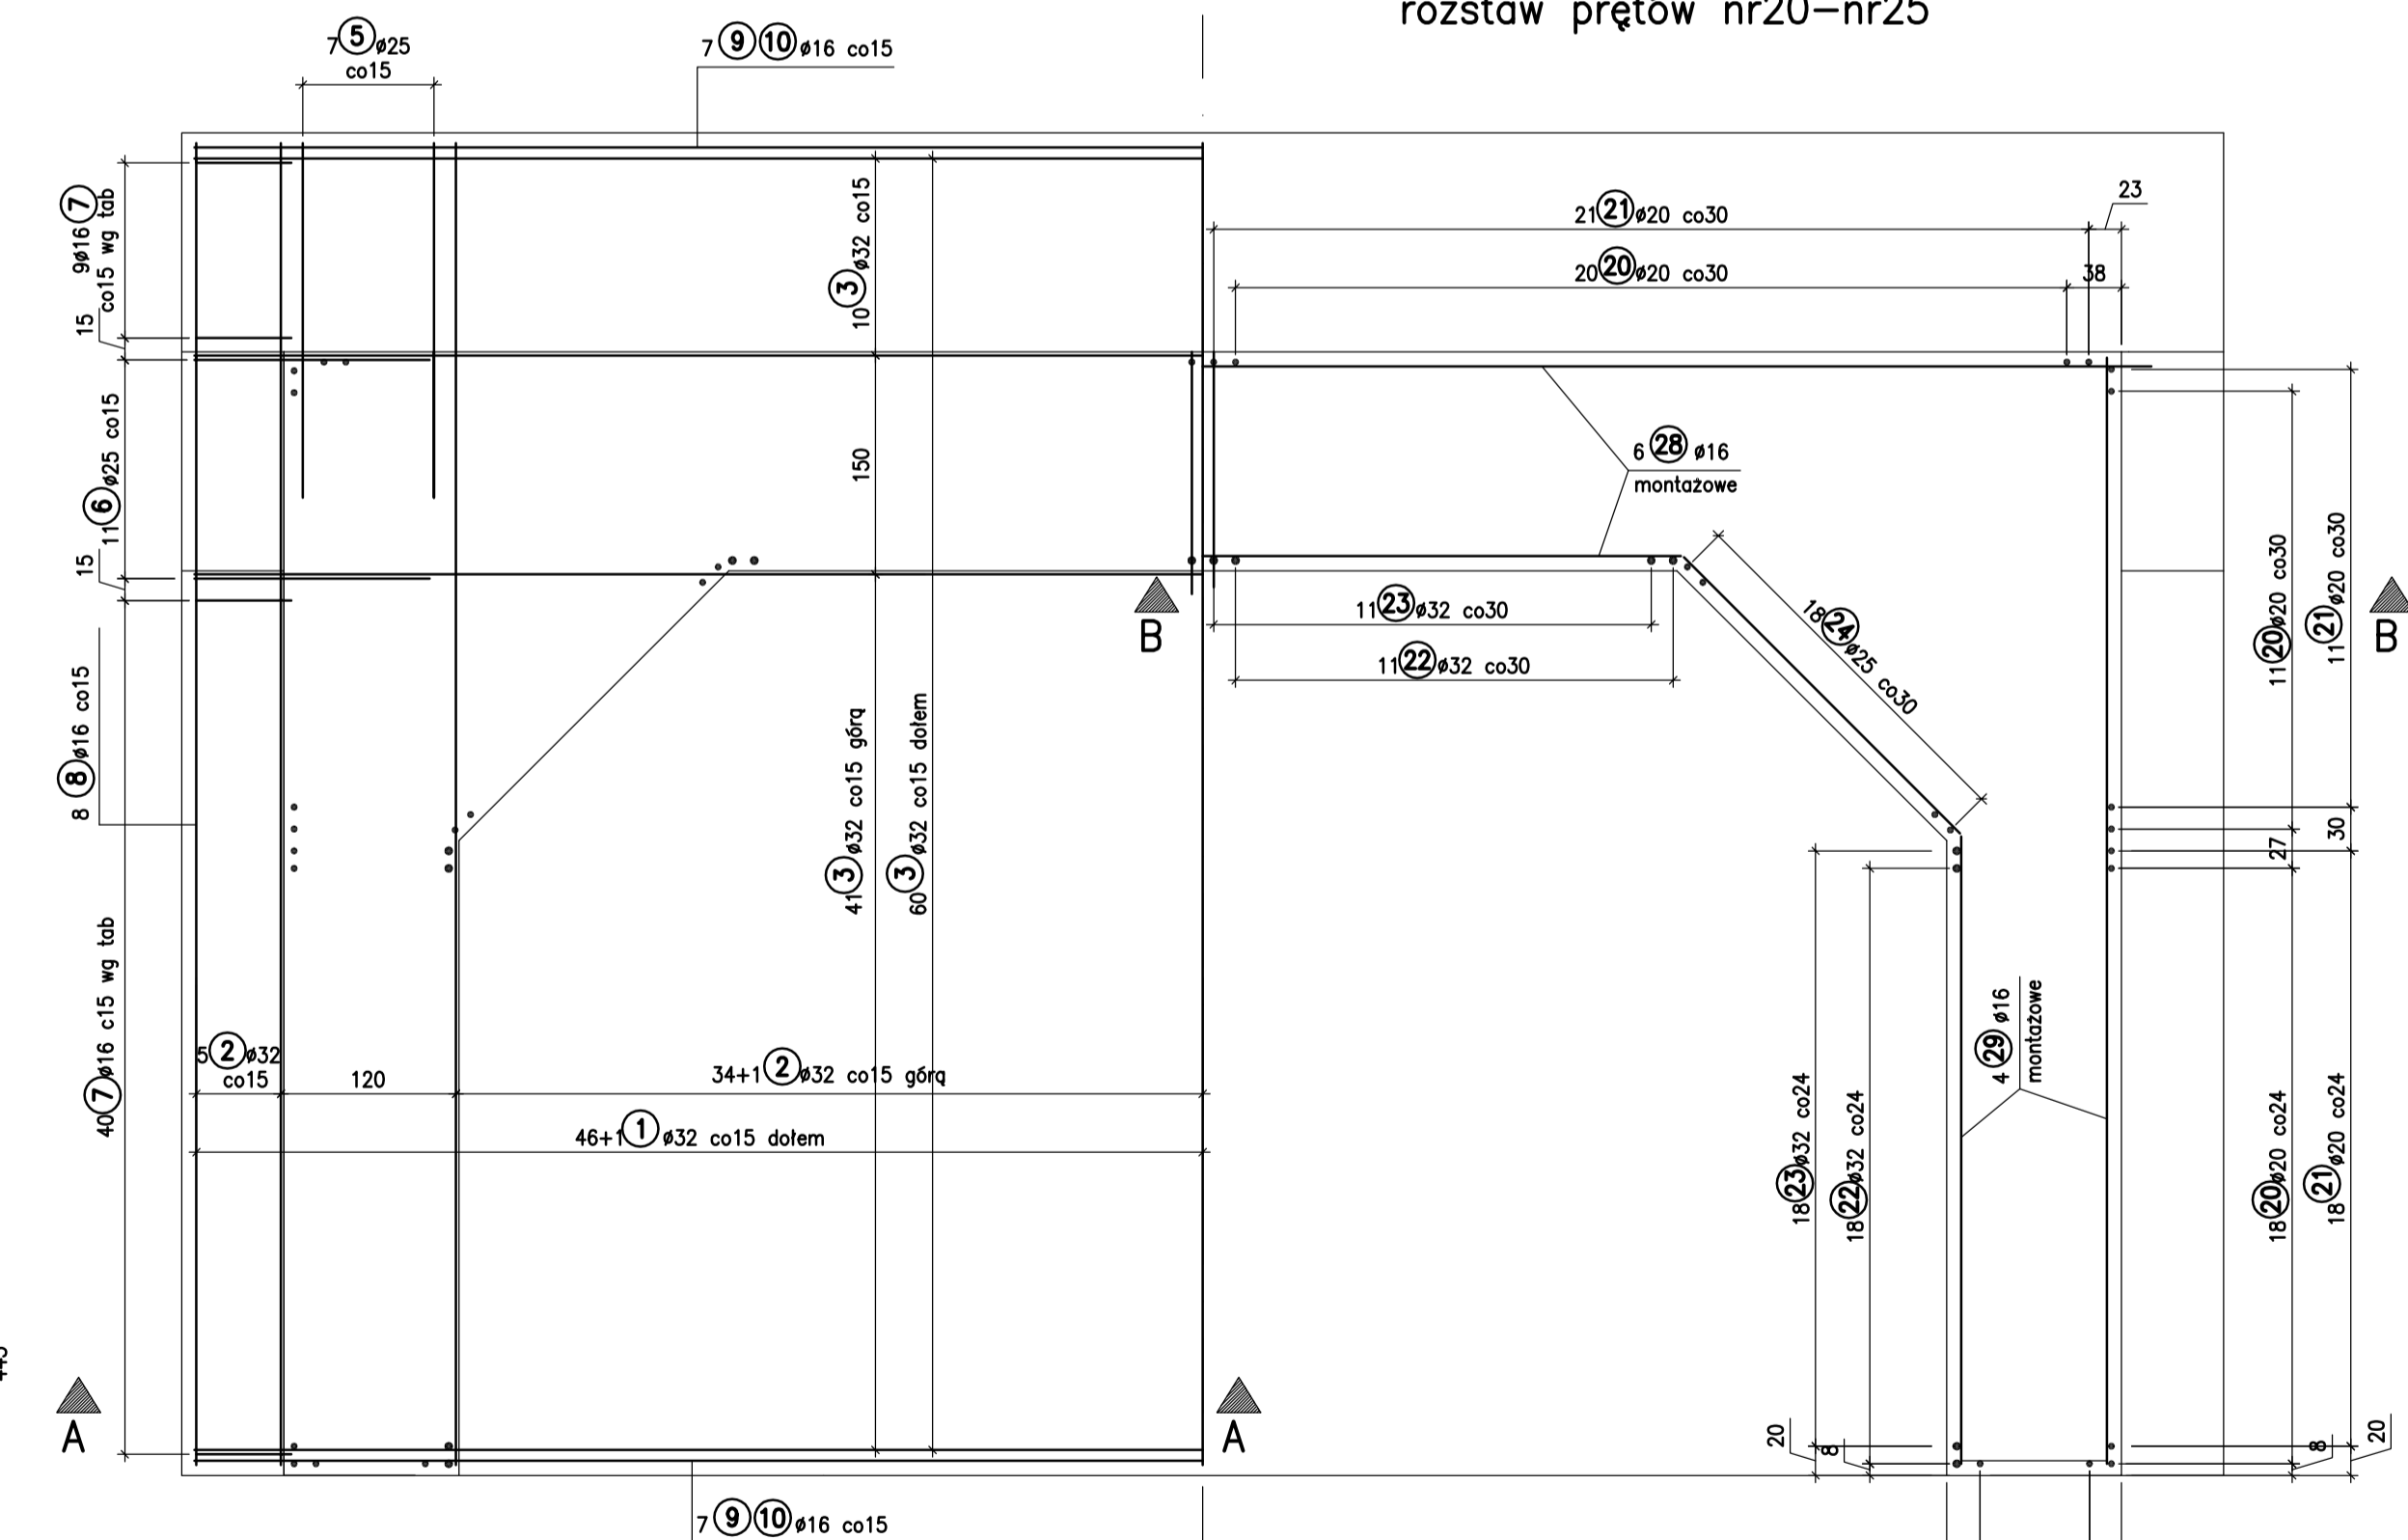 rozstaw prętów nr20-nr25
7 5 ø25
co15
7 9 10 ø16 co15
23
21 21 ø20 co30
20 20 ø20 co30
38
9ø16 7
co15 wg tab
15
10 3 ø32 co15
11 6 ø25 co15
15
150
6 28 ø16
montażowe
11 20 ø20 co30
11 21 ø20 co30
B
B
11 23 ø32 co30
11 22 ø32 co30
18 24 ø25 co30
8 8 ø16 co15
41 3 ø32 co15 górą
60 3 ø32 co15 dołem
27
30
40 7 ø16 c15 wg tab
5 2 ø32
co15
120
34+1 2 ø32 co15 górą
46+1 1 ø32 co15 dołem
4 29 ø16
montażowe
18 23 ø32 co24
18 22 ø32 co24
18 20 ø20 co24
18 21 ø20 co24
A
A
20
8
8
20
7 9 10 ø16 co15